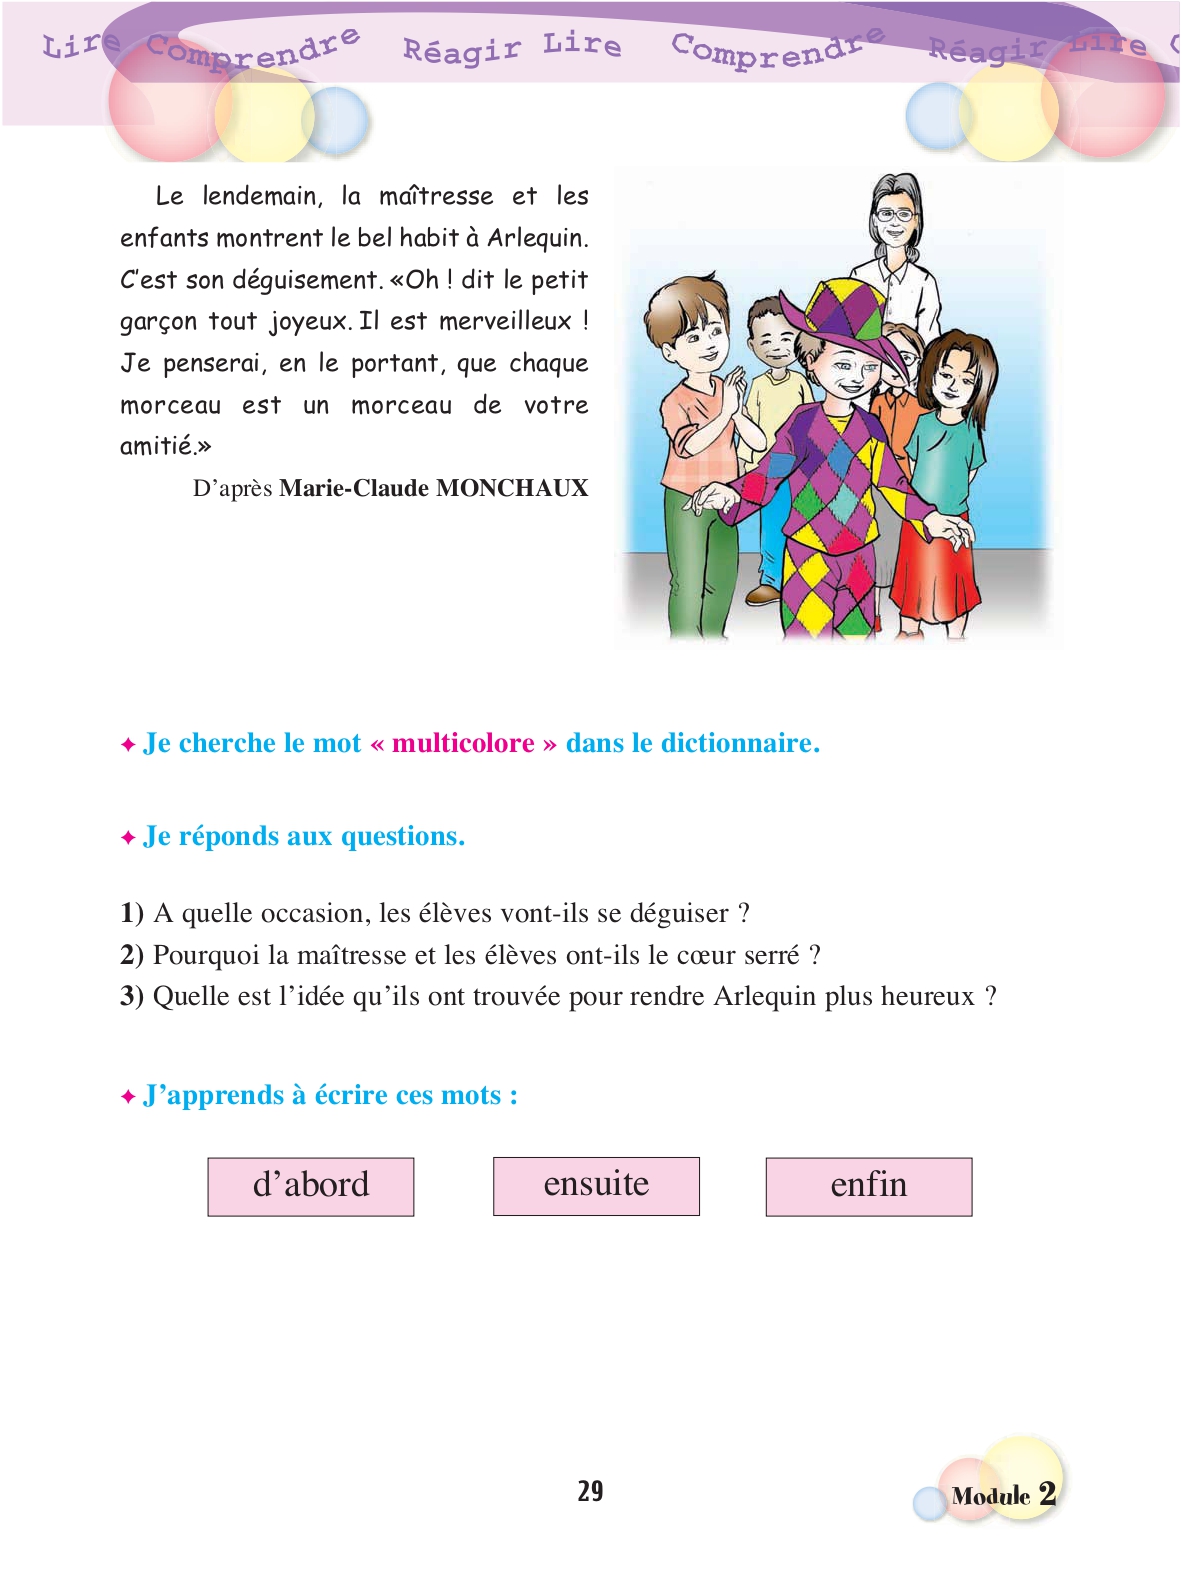 Lire Comprendre Réagir Lire Comprendre Réagir Lire
Le lendemain, la maîtresse et les
enfants montrent le bel habit à Arlequin.
C'est son déguisement. «Oh ! dit le petit
garçon tout joyeux. Il est merveilleux !
Je penserai, en le portant, que chaque
morceau est un morceau de votre
amitié.»
D'après Marie-Claude MONCHAUX
✦ Je cherche le mot « multicolore » dans le dictionnaire.
✦ Je réponds aux questions.
1) A quelle occasion, les élèves vont-ils se déguiser ?
2) Pourquoi la maîtresse et les élèves ont-ils le cœur serré ?
3) Quelle est l'idée qu'ils ont trouvée pour rendre Arlequin plus heureux ?
✦ J'apprends à écrire ces mots :
d'abord ensuite enfin
29
Module 2